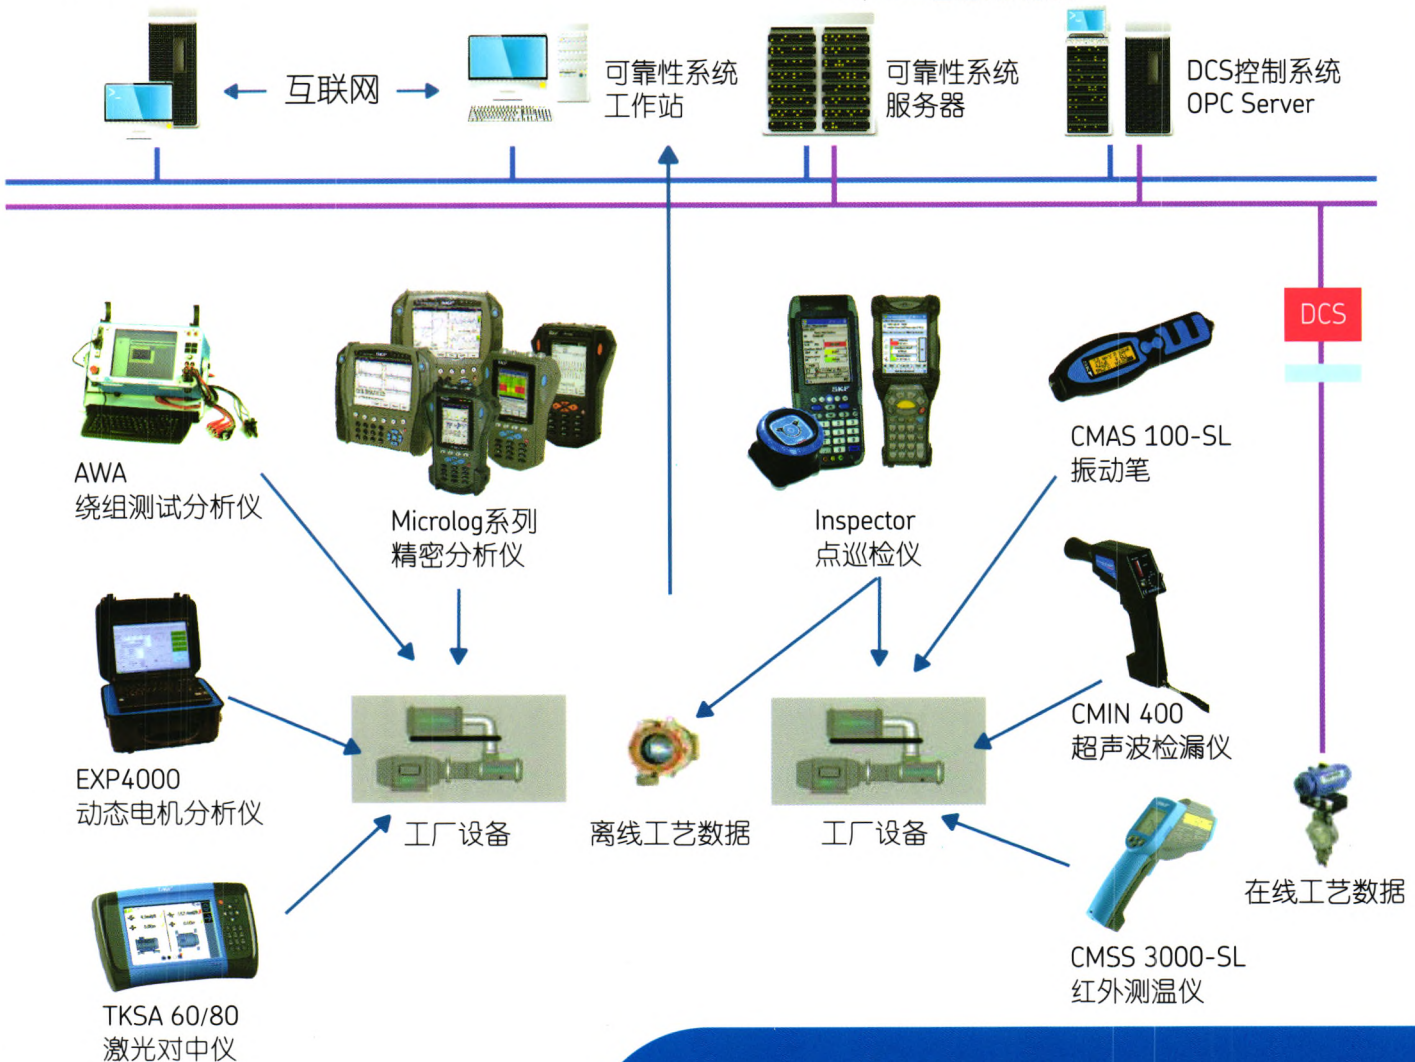 互联网
可靠性系统
工作站
可靠性系统
服务器
DCS控制系统
OPC Server
DCS
AWA
绕组测试分析仪
Microlog系列
精密分析仪
Inspector
点巡检仪
CMAS 100-SL
振动笔
EXP4000
动态电机分析仪
CMIN 400
超声波检漏仪
工厂设备
离线工艺数据
工厂设备
在线工艺数据
TKSA 60/80
激光对中仪
CMSS 3000-SL
红外测温仪
SKF